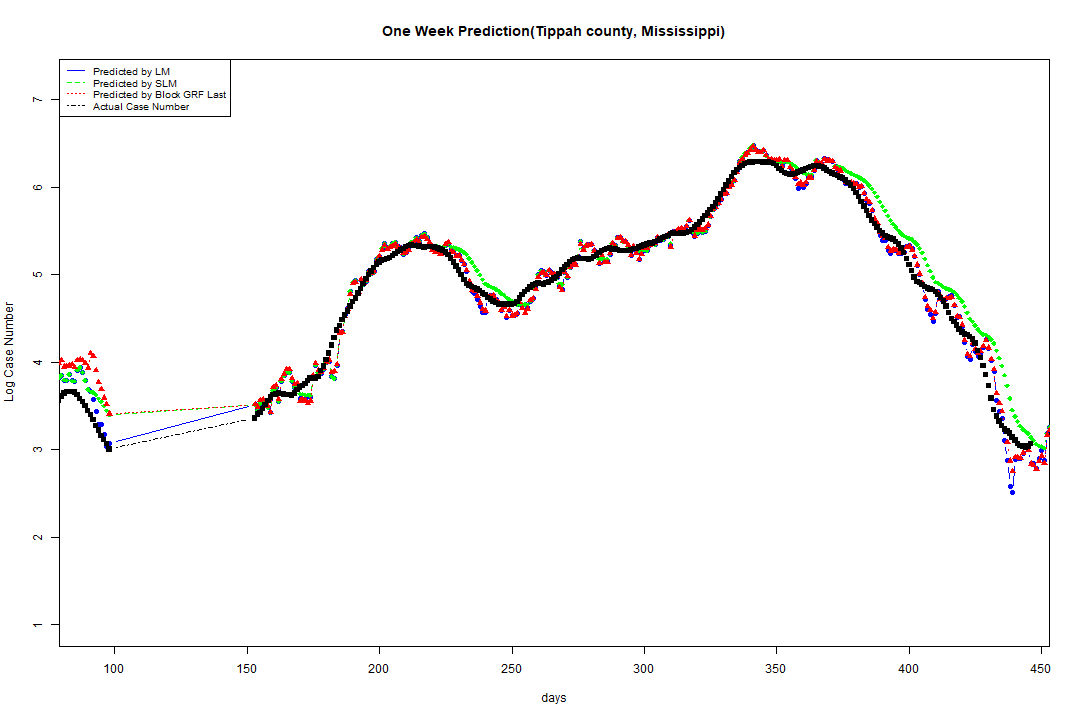 One Week Prediction(Tippah county, Mississippi)
Predicted by LM
Predicted by SLM
Predicted by Block GRF Last
Actual Case Number
7
6
5
4
3
2
1
Log Case Number
100 150 200 250 300 350 400 450
days